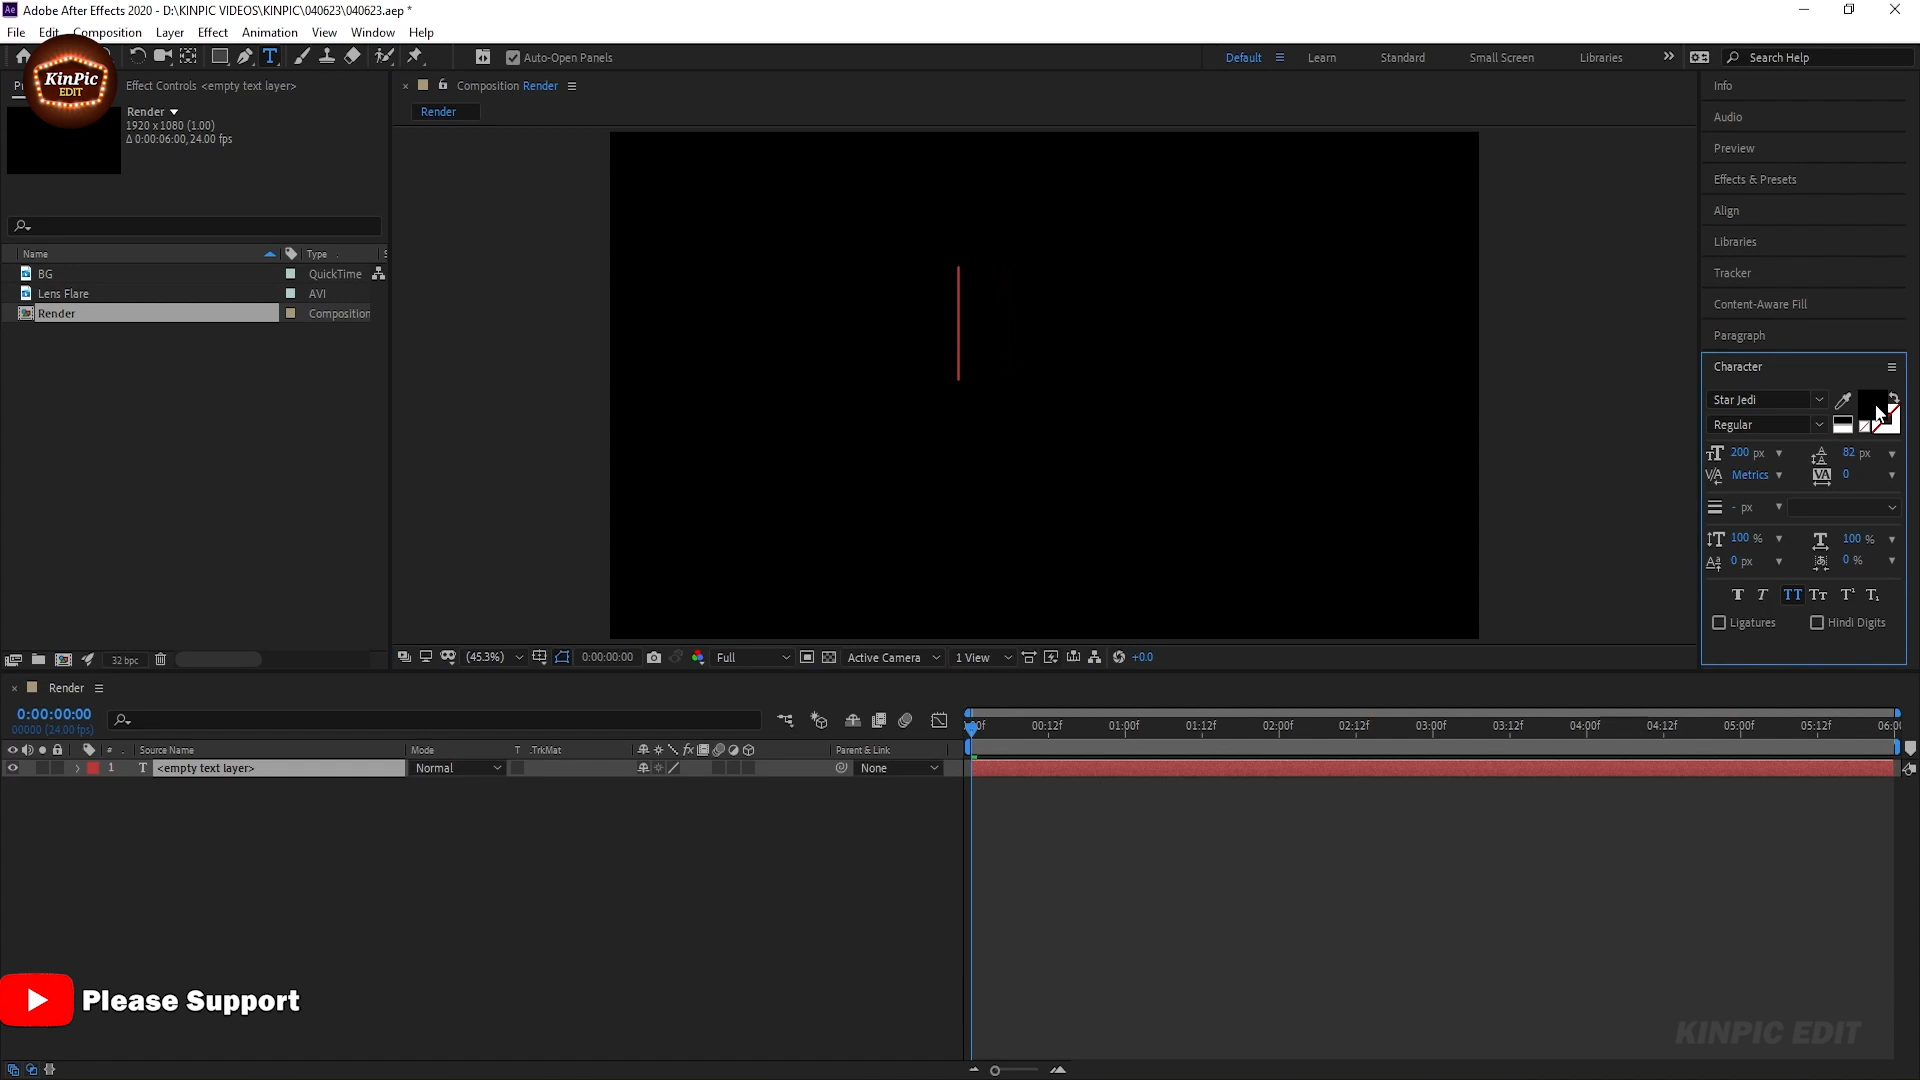 Adobe After Effects 2020 - D:\KINPIC VIDEOS\KINPIC\040623\040623.aep *
File Edit Composition Layer Effect Animation View Window Help
Auto-Open Panels
Default Learn Standard Small Screen Libraries
Search Help
KinPic
EDIT
Effect Controls <empty text layer>
Render
1920 x 1080 (1.00)
Δ 0:00:06:00, 24.00 fps
Name Type
BG QuickTime
Lens Flare AVI
Render Composition
32 bpc
Composition Render
Render
(45.3%) 0:00:00:00 Full Active Camera 1 View +0.0
Info
Audio
Preview
Effects & Presets
Align
Libraries
Tracker
Content-Aware Fill
Paragraph
Character
Star Jedi
Regular
200 px 82 px
Metrics 0
- px
100 % 100 %
0 px 0 %
Ligatures Hindi Digits
Render
0:00:00:00
00000 (24.00 fps)
# Source Name Mode T .TrkMat Parent & Link
1 <empty text layer> Normal None
00:12f 01:00f 01:12f 02:00f 02:12f 03:00f 03:12f 04:00f 04:12f 05:00f 05:12f
Please Support
KINPIC EDIT